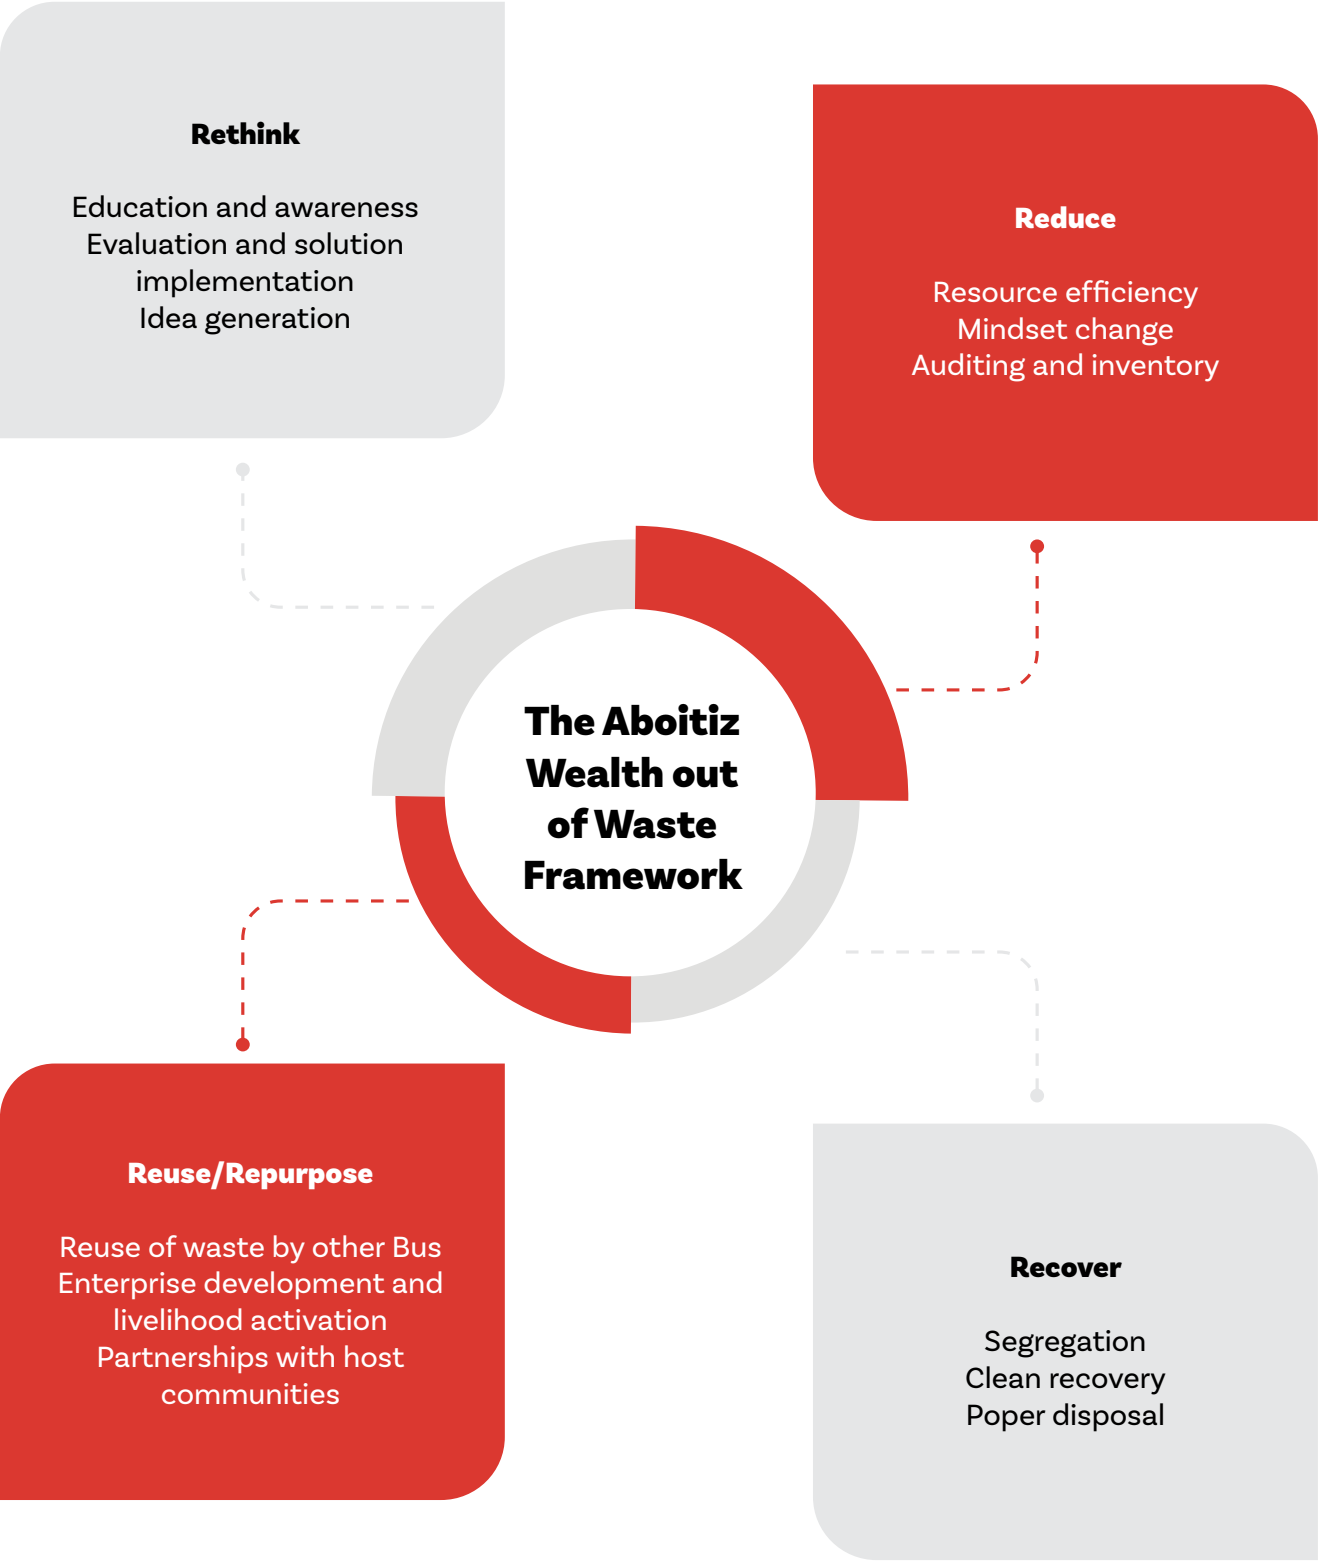 Rethink
Education and awareness
Evaluation and solution
implementation
Idea generation
Reduce
Resource efficiency
Mindset change
Auditing and inventory
The Aboitiz
Wealth out
of Waste
Framework
Reuse/Repurpose
Reuse of waste by other Bus
Enterprise development and
livelihood activation
Partnerships with host
communities
Recover
Segregation
Clean recovery
Poper disposal